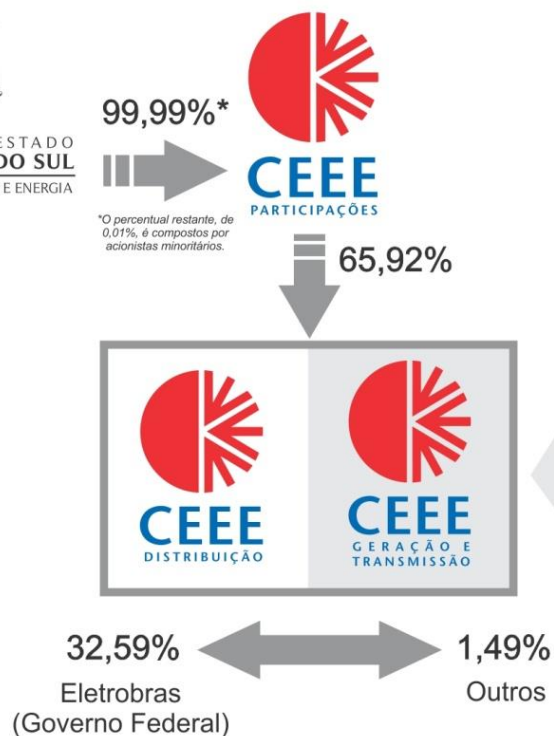 ESTADO
DO SUL
E ENERGIA
99,99%*
*O percentual restante, de
0,01%, é compostos por
acionistas minoritários.
CEEE
PARTICIPAÇÕES
65,92%
CEEE
DISTRIBUIÇÃO
CEEE
GERAÇÃO E
TRANSMISSÃO
32,59%
Eletrobras
(Governo Federal)
1,49%
Outros